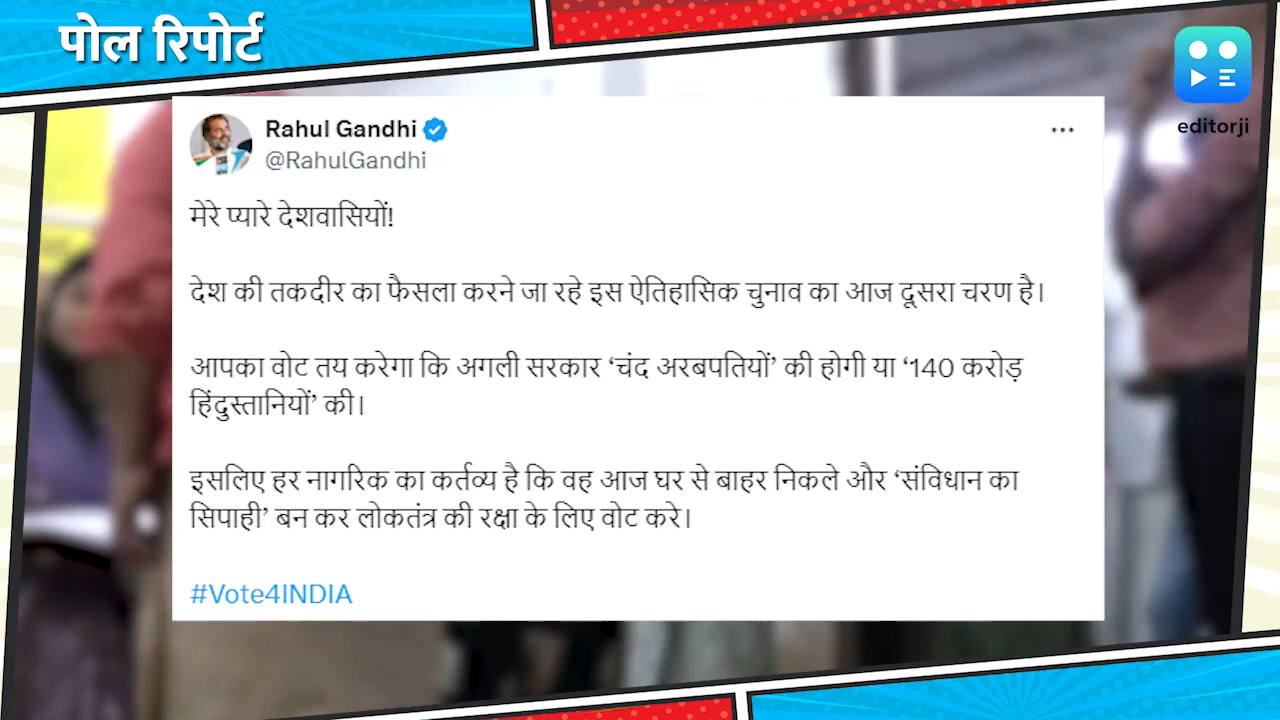 पोल रिपोर्ट
editorji
Rahul Gandhi
@RahulGandhi
मेरे प्यारे देशवासियों!
देश की तकदीर का फैसला करने जा रहे इस ऐतिहासिक चुनाव का आज दूसरा चरण है।
आपका वोट तय करेगा कि अगली सरकार ‘चंद अरबपतियों’ की होगी या ‘140 करोड़
हिंदुस्तानियों’ की।
इसलिए हर नागरिक का कर्तव्य है कि वह आज घर से बाहर निकले और ‘संविधान का
सिपाही’ बन कर लोकतंत्र की रक्षा के लिए वोट करे।
#Vote4INDIA